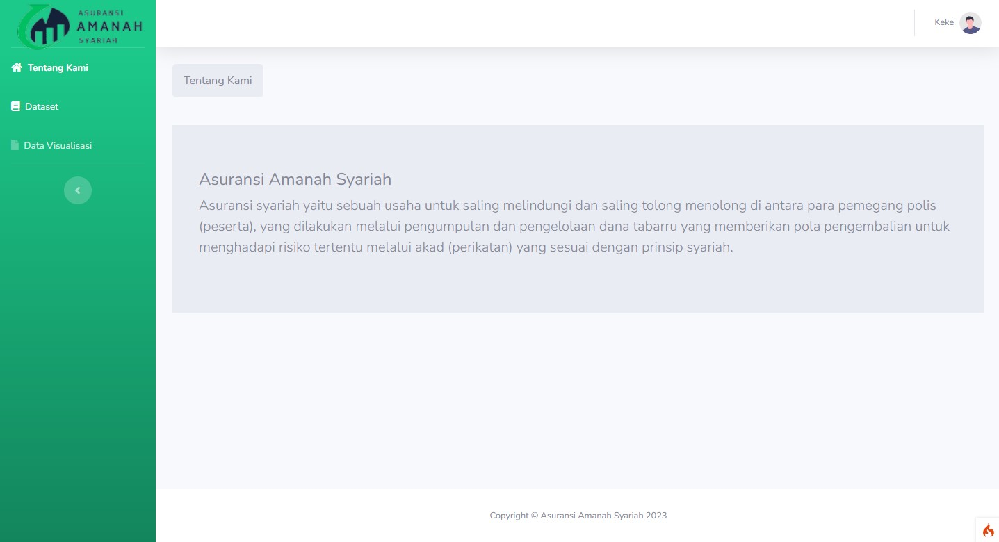 ASURANSI
AMANAH
SYARIAH
Keke
Tentang Kami
Dataset
Data Visualisasi
Tentang Kami
Asuransi Amanah Syariah
Asuransi syariah yaitu sebuah usaha untuk saling melindungi dan saling tolong menolong di antara para pemegang polis
(peserta), yang dilakukan melalui pengumpulan dan pengelolaan dana tabarru yang memberikan pola pengembalian untuk
menghadapi risiko tertentu melalui akad (perikatan) yang sesuai dengan prinsip syariah.
Copyright © Asuransi Amanah Syariah 2023